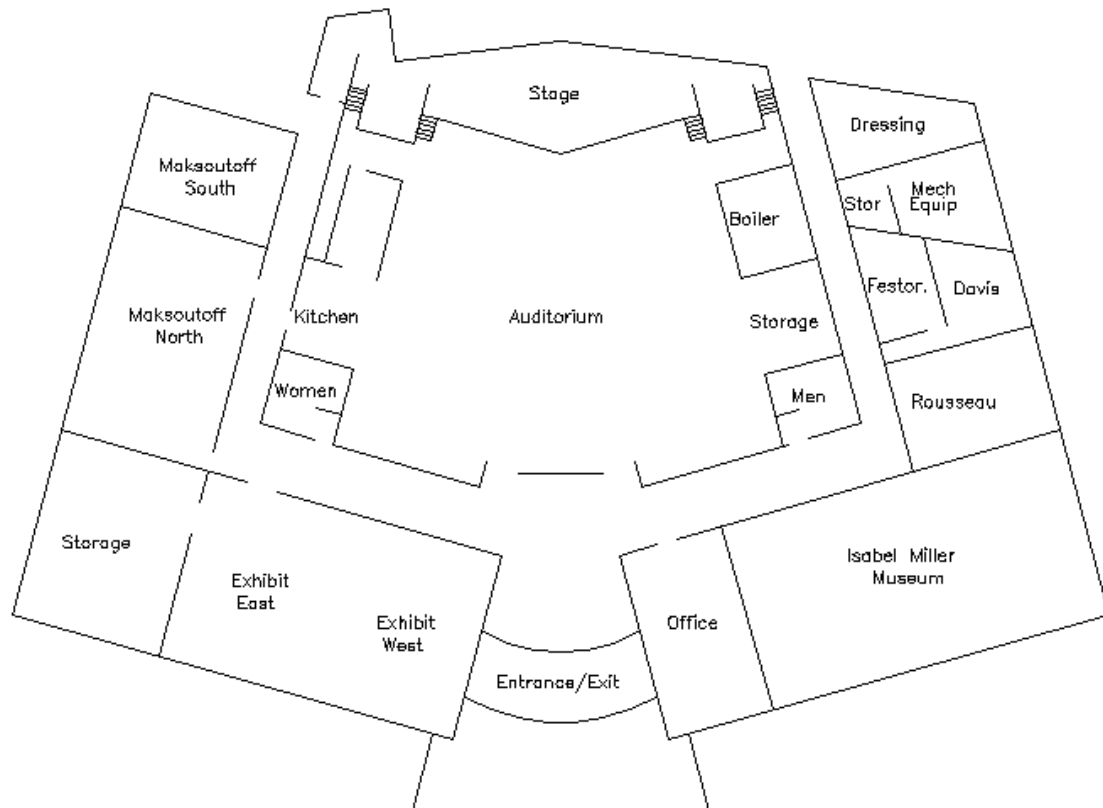 Stage
Dressing
Maksoutoff
South
Stor
Mech
Equip
Boiler
Festor.
Davis
Maksoutoff
North
Kitchen
Auditorium
Storage
Women
Men
Rousseau
Storage
Exhibit
East
Exhibit
West
Office
Isabel Miller
Museum
Entrance/Exit